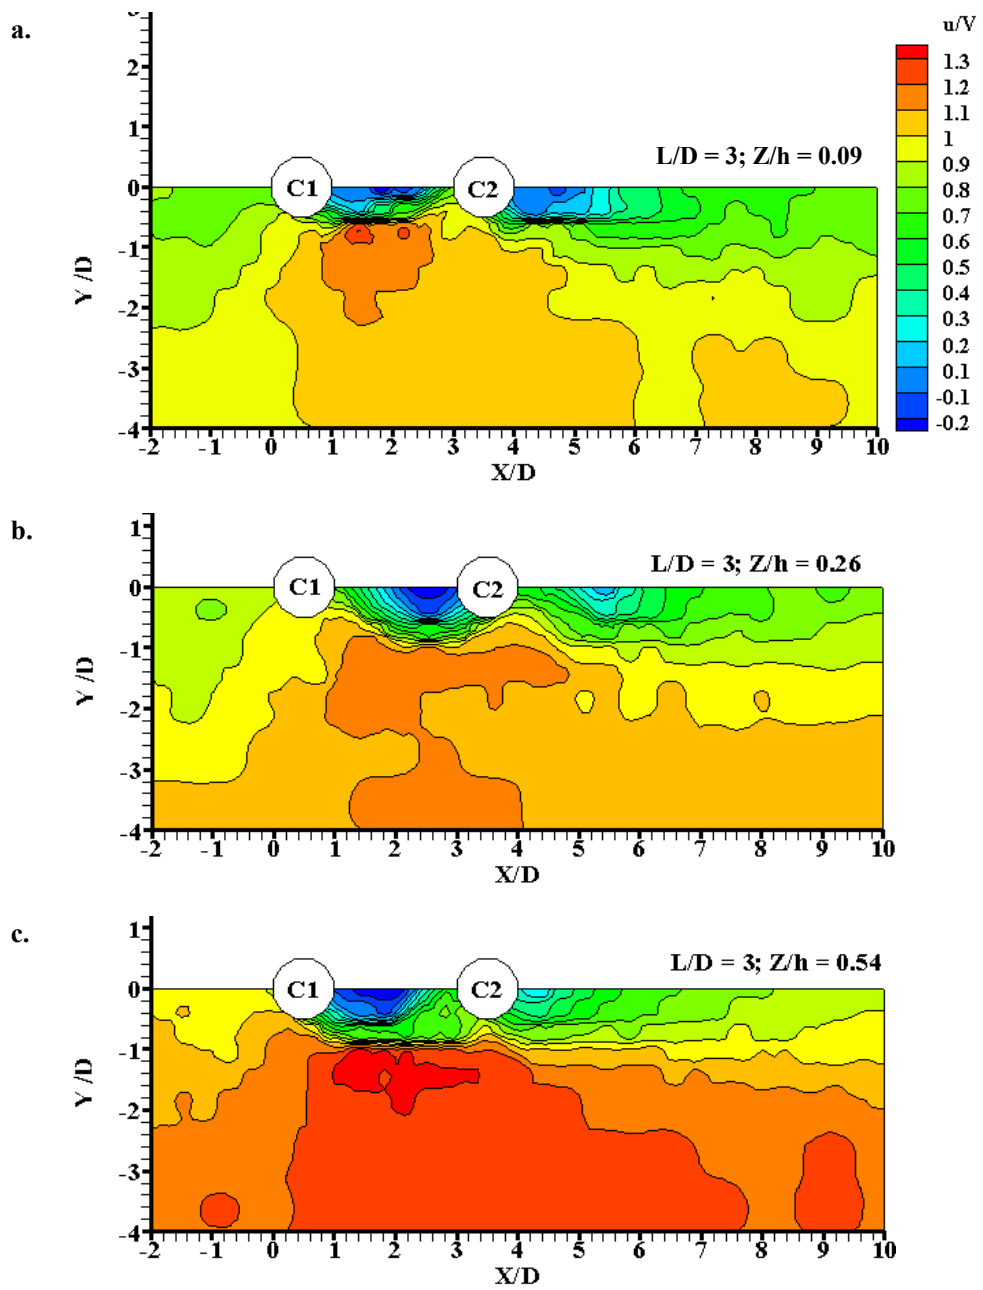 a.
u/V
3
2
1
0
-1
-2
-3
-4
Y/D
C1
C2
L/D = 3; Z/h = 0.09
1.3
1.2
1.1
1
0.9
0.8
0.7
0.6
0.5
0.4
0.3
0.2
0.1
-0.1
-0.2
-2 -1 0 1 2 3 4 5 6 7 8 9 10
X/D
b.
1
0
-1
-2
-3
-4
Y/D
C1
C2
L/D = 3; Z/h = 0.26
-2 -1 0 1 2 3 4 5 6 7 8 9 10
X/D
c.
1
0
-1
-2
-3
-4
Y/D
C1
C2
L/D = 3; Z/h = 0.54
-2 -1 0 1 2 3 4 5 6 7 8 9 10
X/D